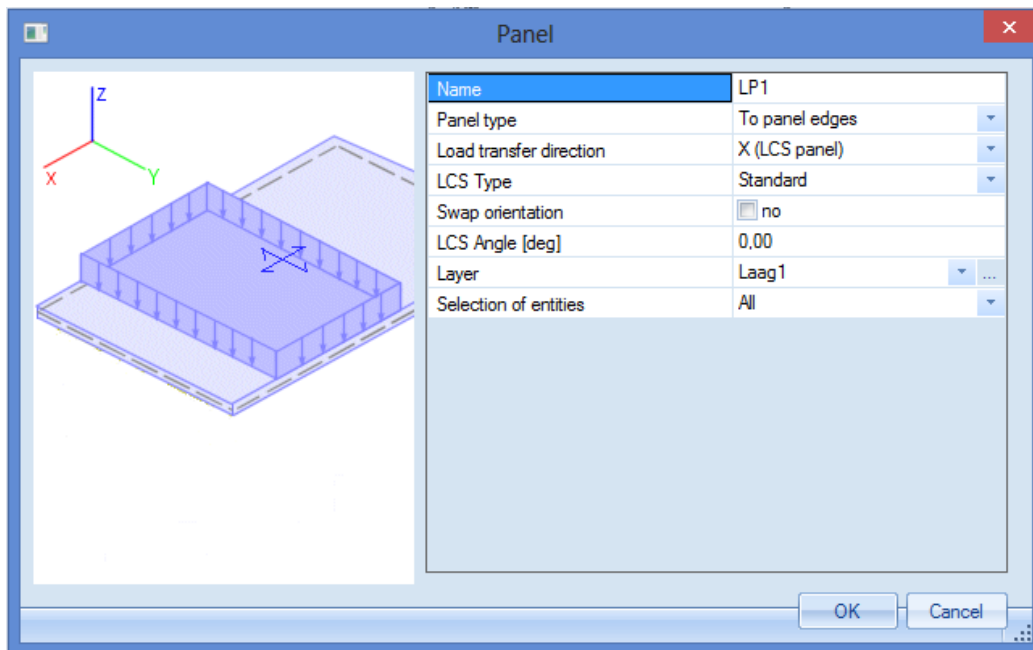 Panel
Z
X
Y
Name LP1
Panel type To panel edges
Load transfer direction X (LCS panel)
LCS Type Standard
Swap orientation no
LCS Angle [deg] 0,00
Layer Laag1 ...
Selection of entities All
OK Cancel